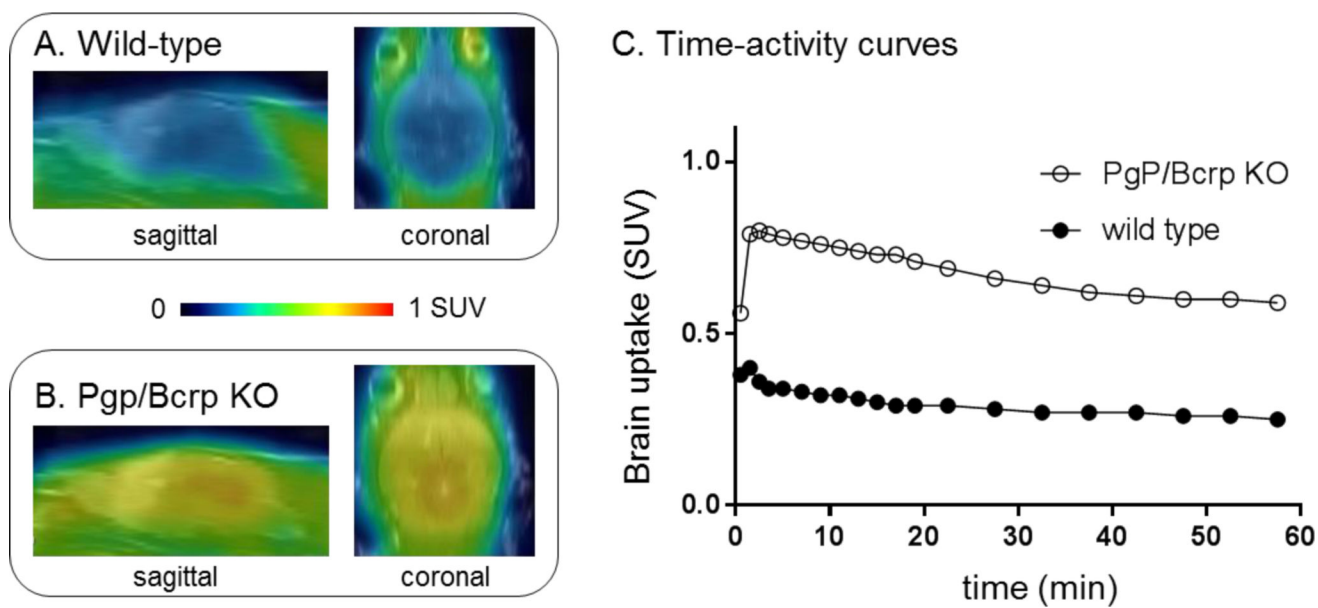 A. Wild-type
sagittal
coronal
0
1 SUV
B. Pgp/Bcrp KO
sagittal
coronal
C. Time-activity curves
PgP/Bcrp KO
wild type
Brain uptake (SUV)
1.0
0.5
0.0
0 10 20 30 40 50 60
time (min)